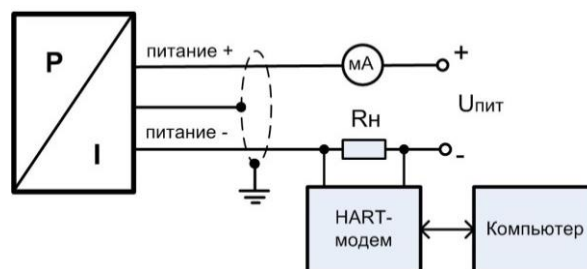 P
питание +
мА
+
Uпит
питание -
I
Rн
-
HART-
модем
Компьютер